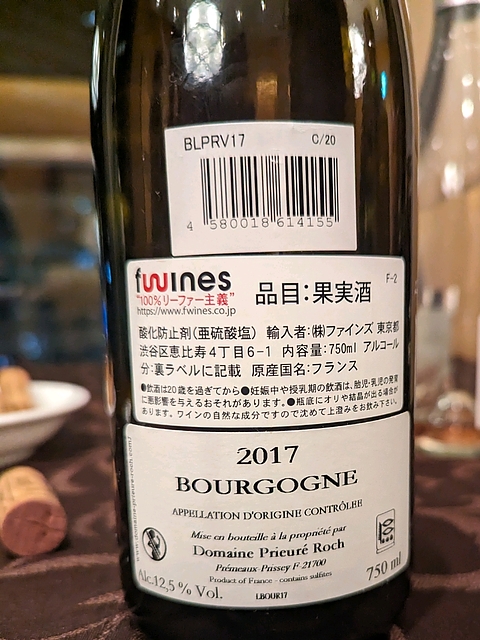 BLPRV17 C/20
4 580018 614155
fwines
"100%リーファー主義"
https://www.fwines.co.jp
品目:果実酒
F-2
酸化防止剤(亜硫酸塩) 輸入者:㈱ファインズ 東京都
渋谷区恵比寿4丁目6-1 内容量:750ml アルコール
分:裏ラベルに記載 原産国名:フランス
●飲酒は20歳を過ぎてから●妊娠中や授乳期の飲酒は、胎児・乳児の発育
に悪影響を与えるおそれがあります。●瓶底にオリや結晶が出る場合が
あります。ワインの自然な成分ですので沈めて上澄みをお飲み下さい。
2017
BOURGOGNE
APPELLATION D'ORIGINE CONTRÔLÉE
Mise en bouteille à la propriété par
Domaine Prieuré Roch
Prémeaux-Prissey F-21700
Product of France - contains sulfites
Alc.12,5 % Vol.
LBOUR17
750 ml